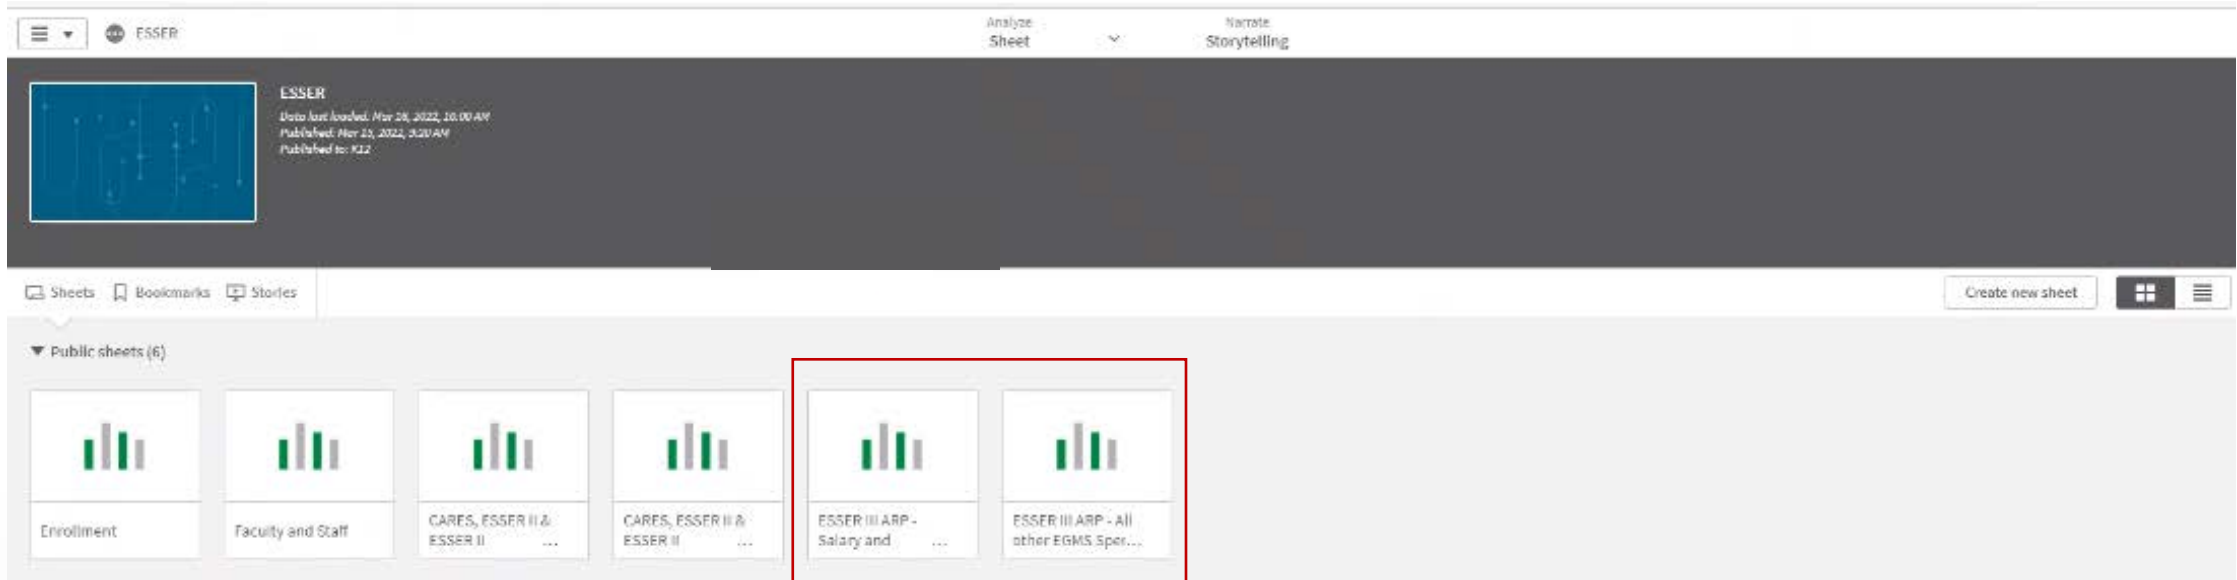 ESSER
Analyze
Sheet
Narrate
Storytelling
ESSER
Data last loaded: Mar 16, 2022, 10:00 AM
Published: Mar 15, 2022, 9:20 AM
Published to: K12
Sheets
Bookmarks
Stories
Create new sheet
Public sheets (6)
Enrollment
Faculty and Staff
CARES, ESSER II &
ESSER II ...
CARES, ESSER II &
ESSER II ...
ESSER III ARP -
Salary and ...
ESSER III ARP - All
other EGMS Spen...